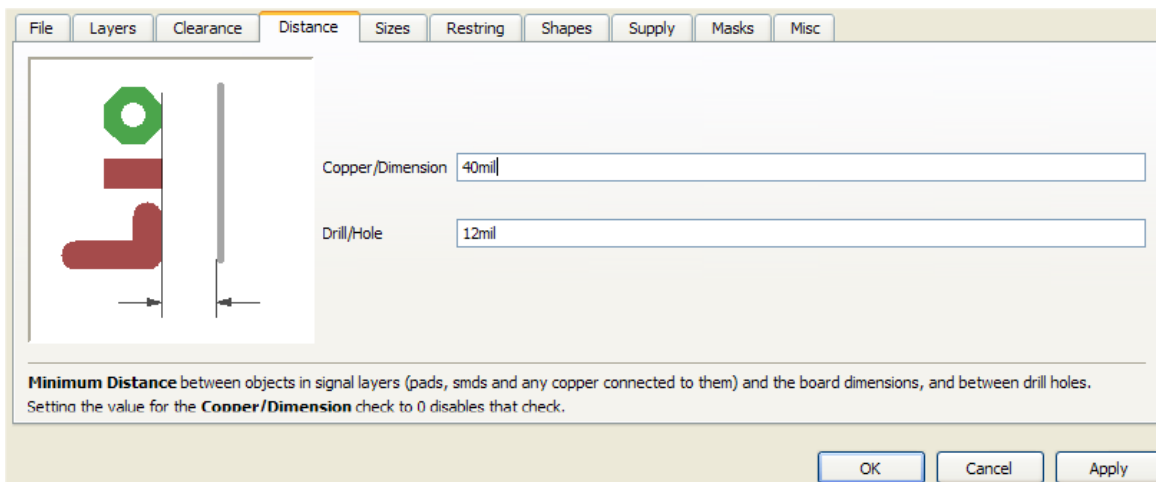 File Layers Clearance Distance Sizes Restring Shapes Supply Masks Misc
Copper/Dimension 40mil
Drill/Hole 12mil
Minimum Distance between objects in signal layers (pads, smds and any copper connected to them) and the board dimensions, and between drill holes.
Setting the value for the Copper/Dimension check to 0 disables that check.
OK Cancel Apply